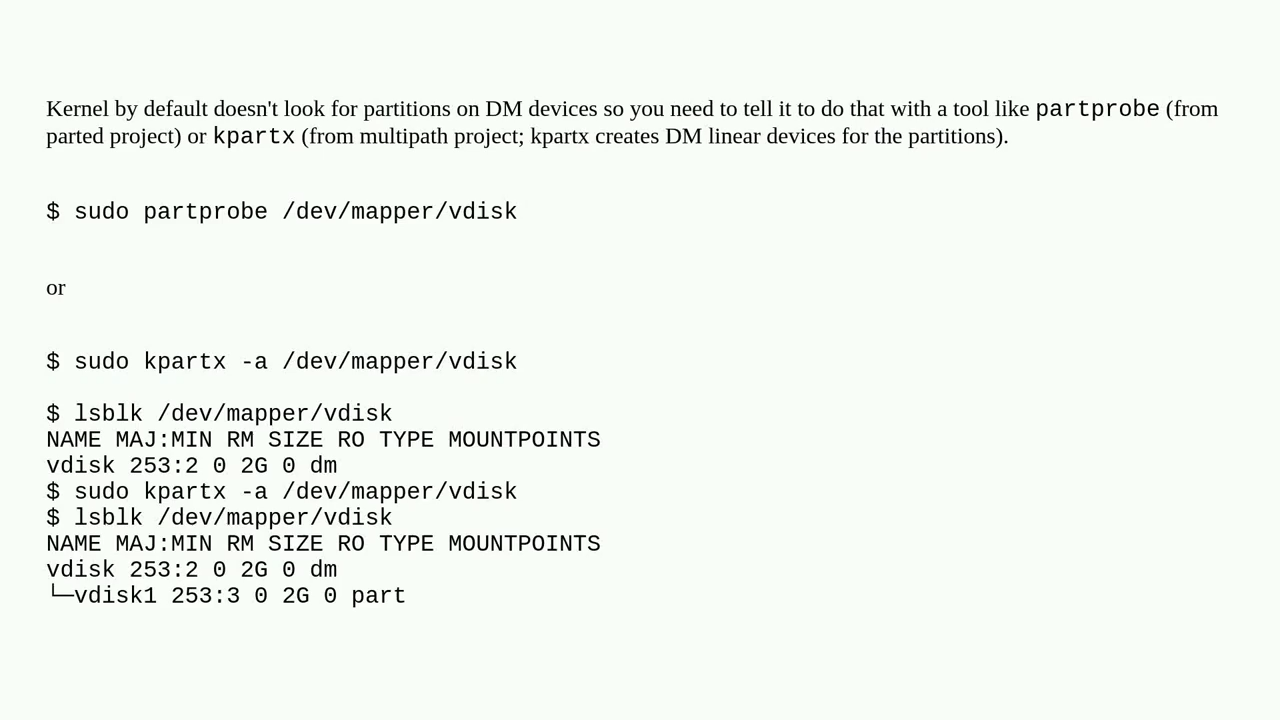 Kernel by default doesn't look for partitions on DM devices so you need to tell it to do that with a tool like partprobe (from
parted project) or kpartx (from multipath project; kpartx creates DM linear devices for the partitions).
$ sudo partprobe /dev/mapper/vdisk
or
$ sudo kpartx -a /dev/mapper/vdisk
$ lsblk /dev/mapper/vdisk
NAME MAJ:MIN RM SIZE RO TYPE MOUNTPOINTS
vdisk 253:2 0 2G 0 dm
$ sudo kpartx -a /dev/mapper/vdisk
$ lsblk /dev/mapper/vdisk
NAME MAJ:MIN RM SIZE RO TYPE MOUNTPOINTS
vdisk 253:2 0 2G 0 dm
└─vdisk1 253:3 0 2G 0 part